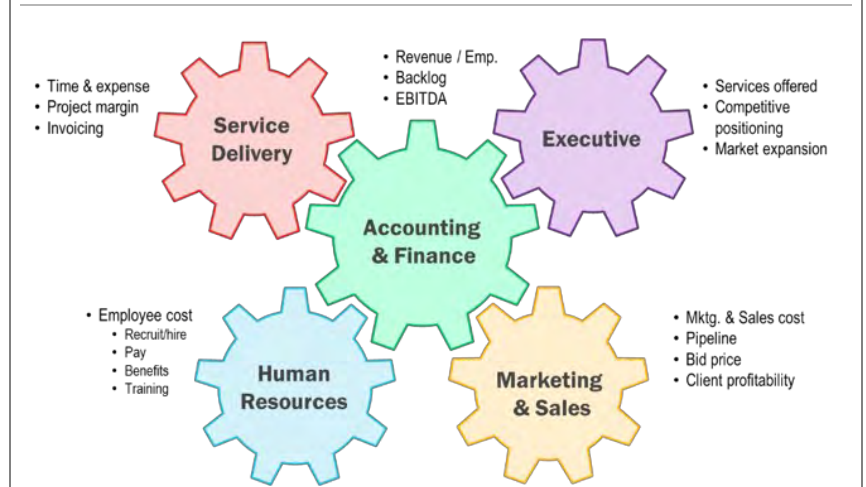 • Time & expense
• Project margin
• Invoicing
Service
Delivery
• Revenue / Emp.
• Backlog
• EBITDA
Executive
• Services offered
• Competitive
positioning
• Market expansion
Accounting
& Finance
• Employee cost
• Recruit/hire
• Pay
• Benefits
• Training
Human
Resources
Marketing
& Sales
• Mktg. & Sales cost
• Pipeline
• Bid price
• Client profitability